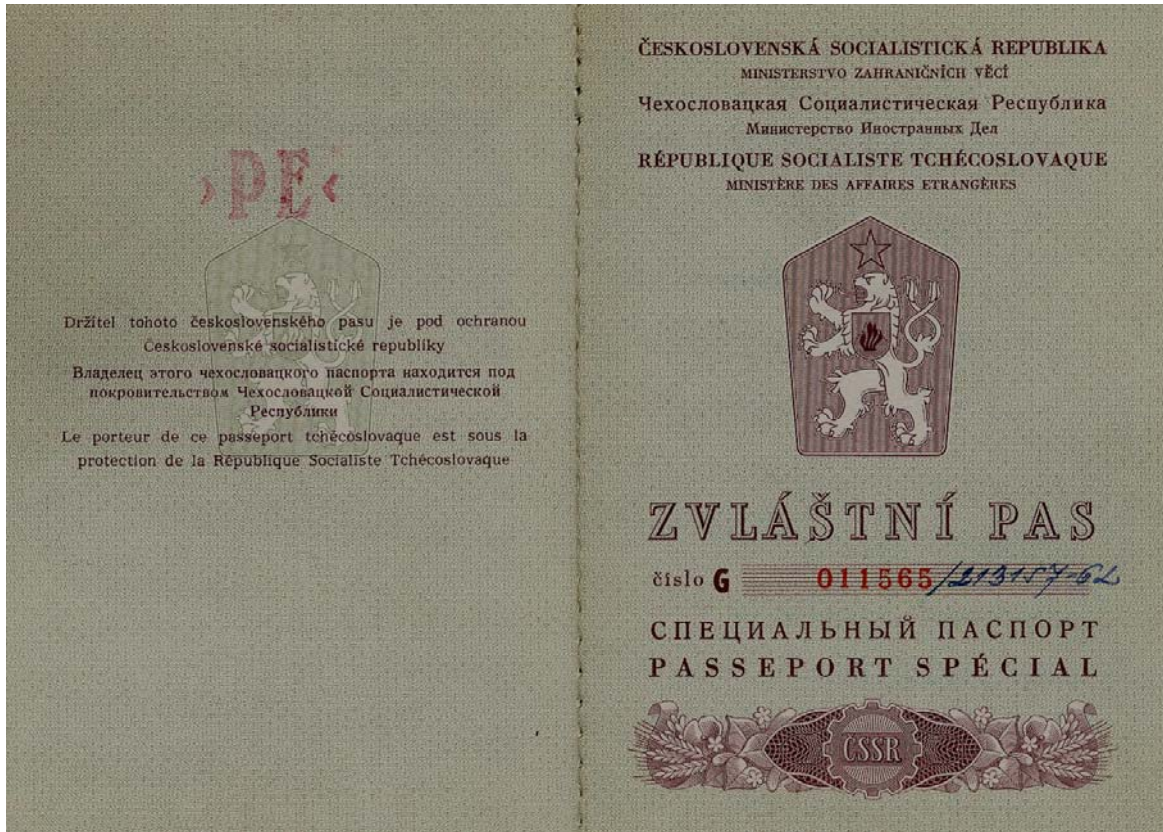 ›PE‹
Držitel tohoto československého pasu je pod ochranou
Československé socialistické republiky
Владелец этого чехословацкого паспорта находится под
покровительством Чехословацкой Социалистической
Республики
Le porteur de ce passeport tchécoslovaque est sous la
protection de la République Socialiste Tchécoslovaque
ČESKOSLOVENSKÁ SOCIALISTICKÁ REPUBLIKA
MINISTERSTVO ZAHRANIČNÍCH VĚCÍ
Чехословацкая Социалистическая Республика
Министерство Иностранных Дел
RÉPUBLIQUE SOCIALISTE TCHÉCOSLOVAQUE
MINISTÈRE DES AFFAIRES ETRANGÈRES
ZVLÁŠTNÍ PAS
číslo G 011565/213157-62
СПЕЦИАЛЬНЫЙ ПАСПОРТ
PASSEPORT SPÉCIAL
ČSSR